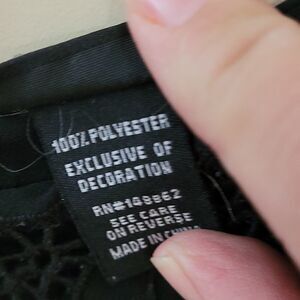 100% POLYESTER
EXCLUSIVE OF
DECORATION
RN#149862
SEE CARE
ON REVERSE
MADE IN CHINA